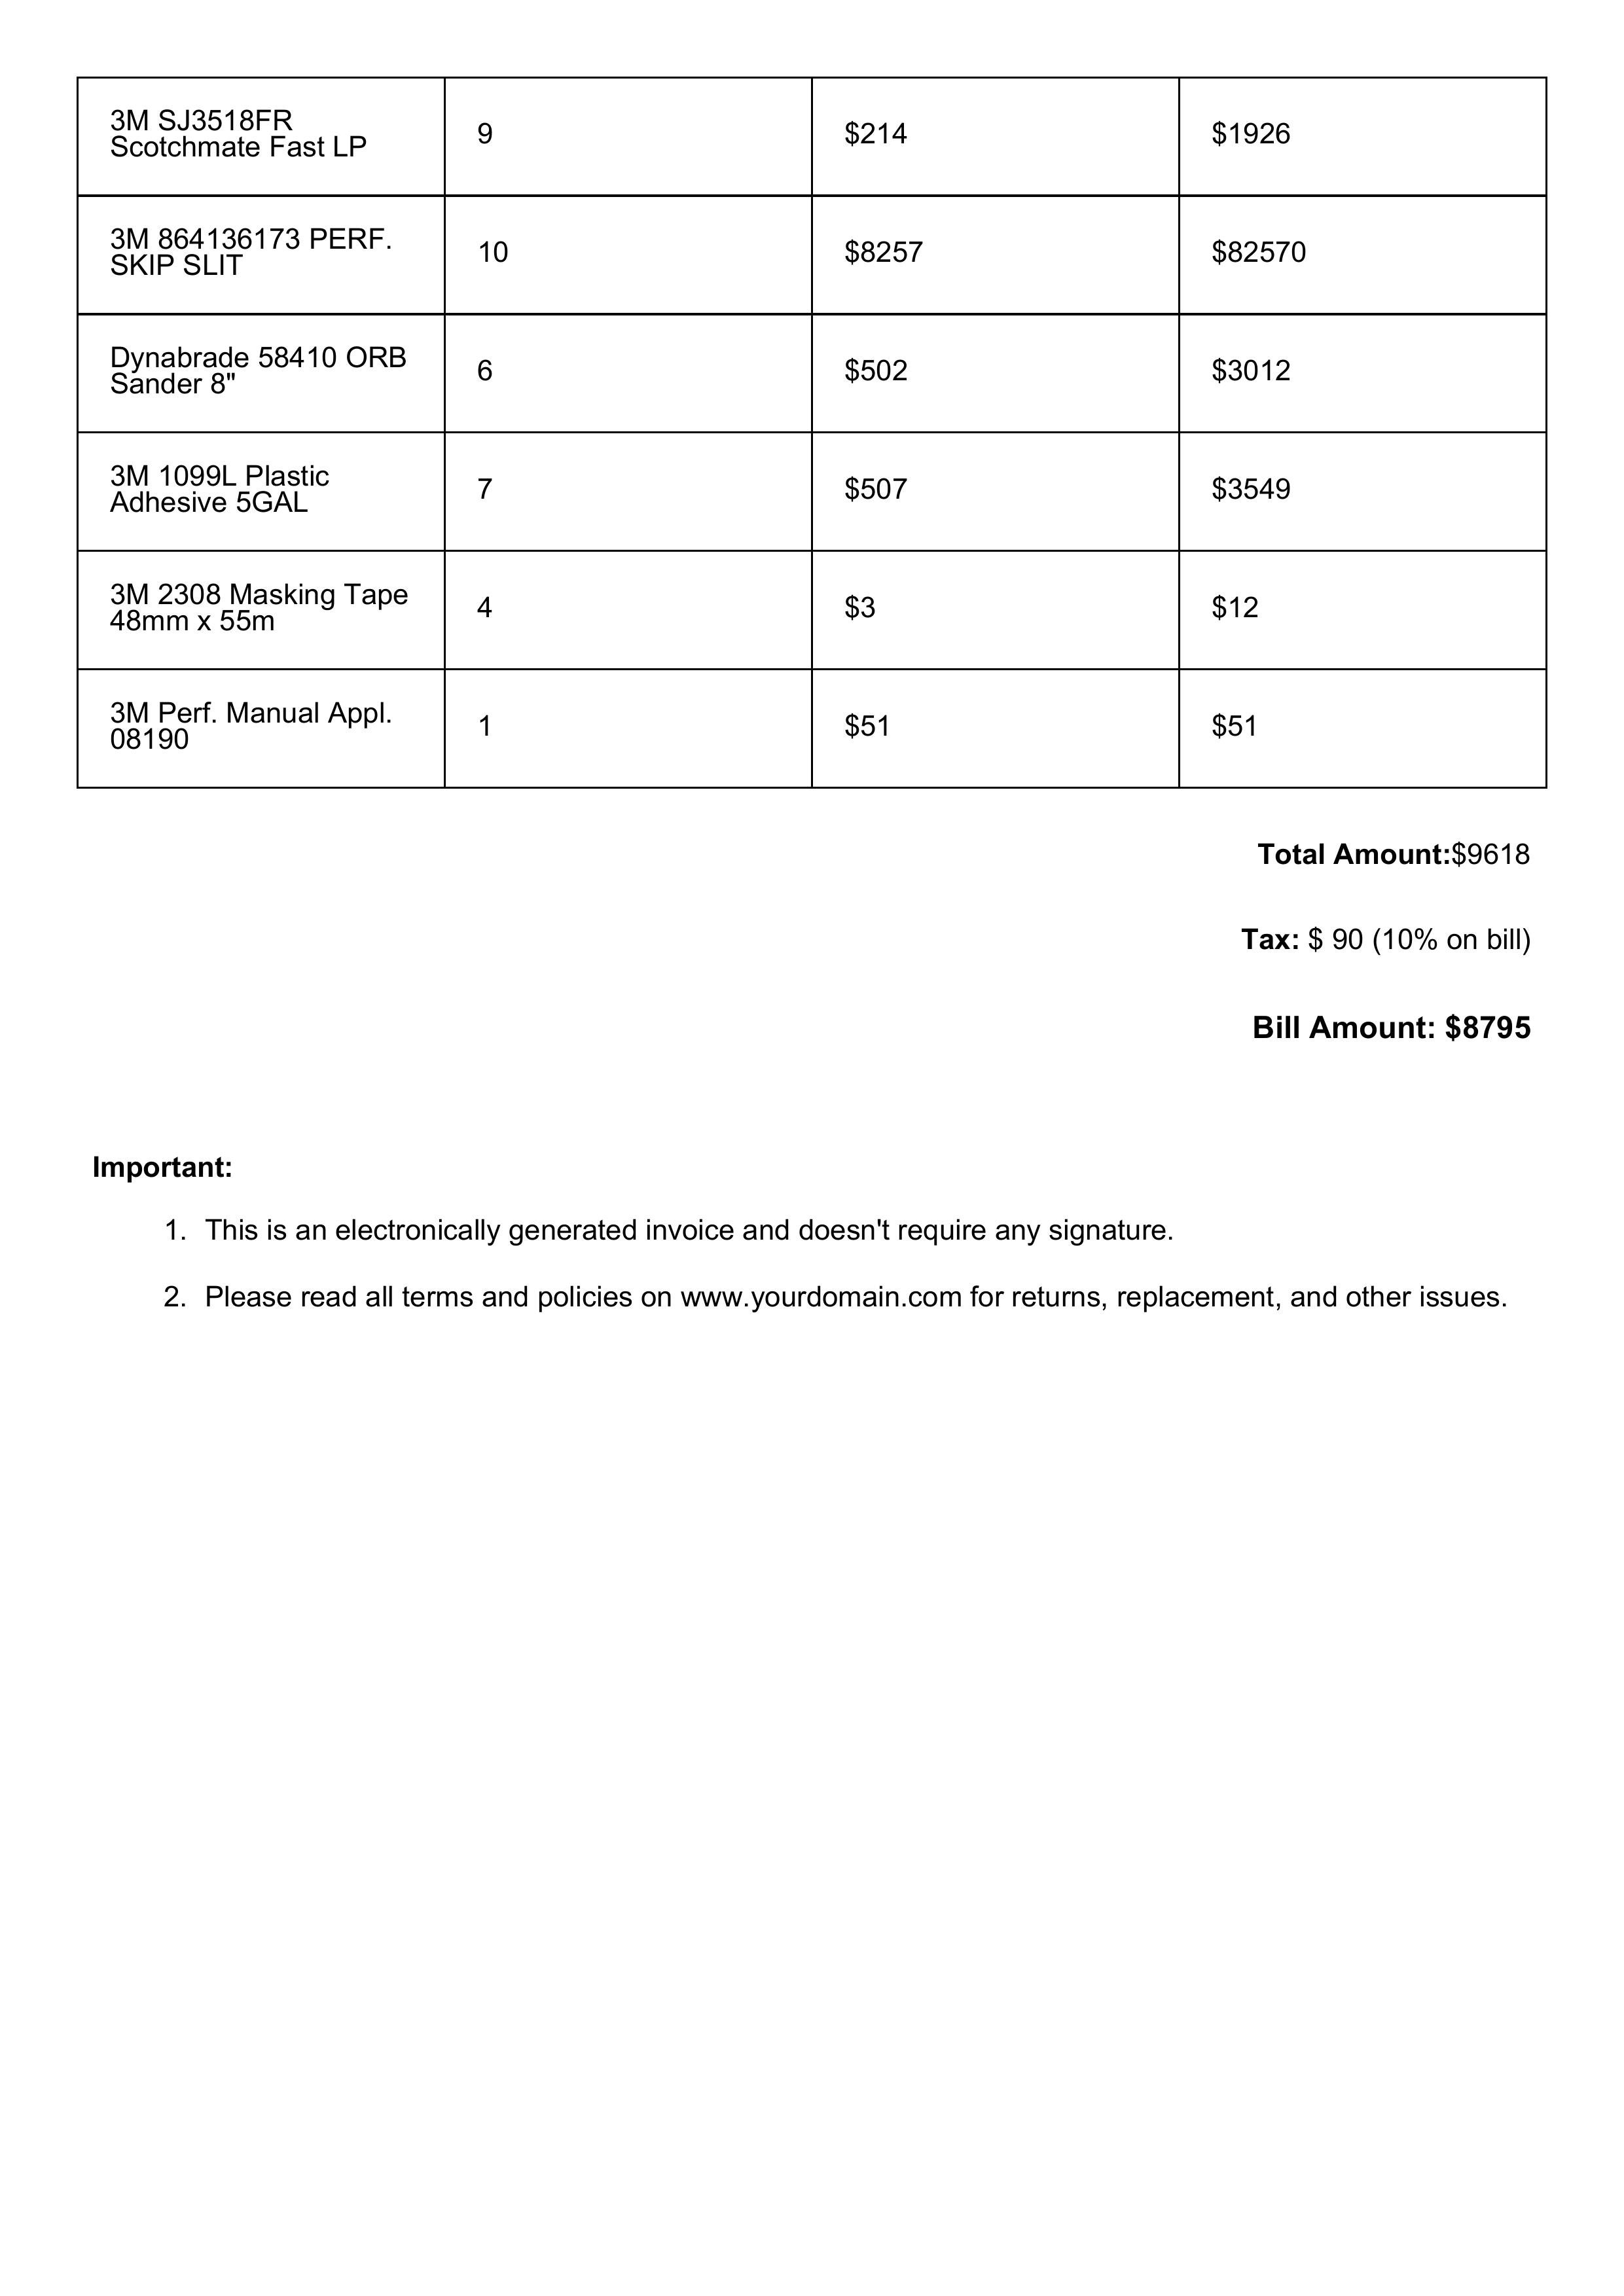 3M SJ3518FR
Scotchmate Fast LP
9
$214
$1926
3M 864136173 PERF.
SKIP SLIT
10
$8257
$82570
Dynabrade 58410 ORB
Sander 8"
6
$502
$3012
3M 1099L Plastic
Adhesive 5GAL
7
$507
$3549
3M 2308 Masking Tape
48mm x 55m
4
$3
$12
3M Perf. Manual Appl.
08190
1
$51
$51
Total Amount:$9618
Tax: $ 90 (10% on bill)
Bill Amount: $8795
Important:
1. This is an electronically generated invoice and doesn't require any signature.
2. Please read all terms and policies on www.yourdomain.com for returns, replacement, and other issues.